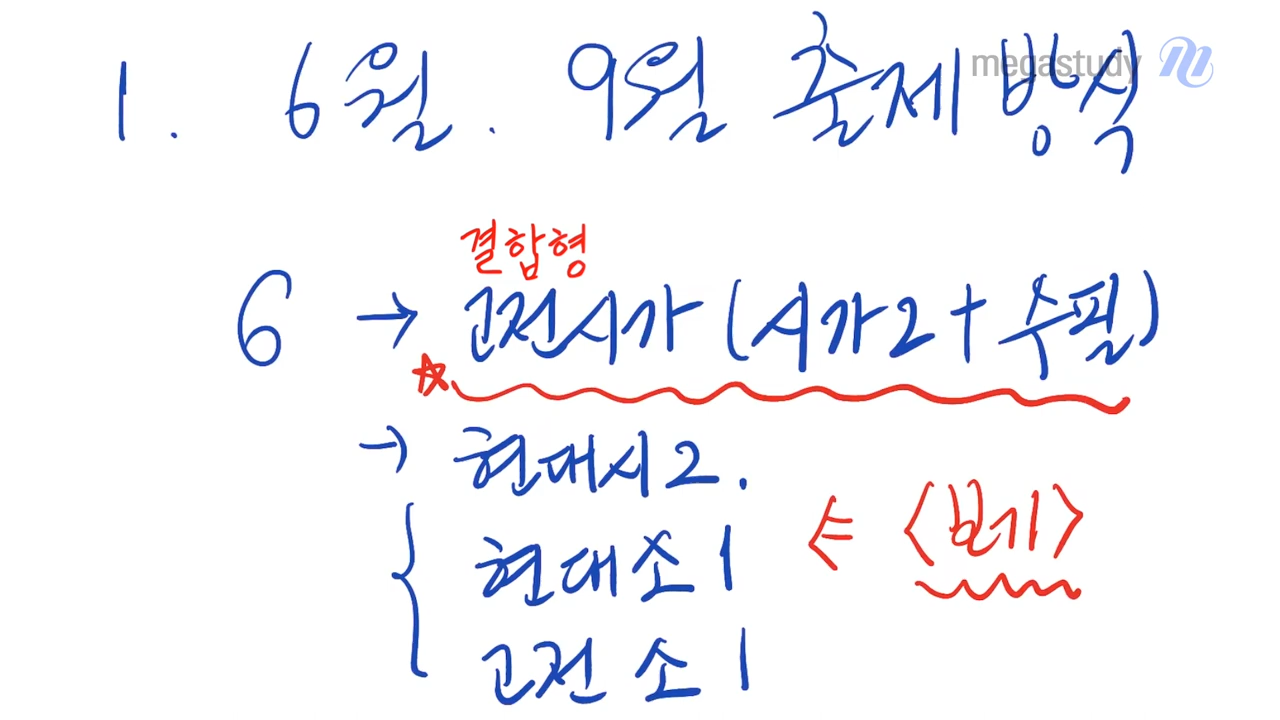 1. 6월. 9월 출제방식
megastudy
결합형
6 → 고전시가 (시가2 + 수필)
→ 현대시 2.
현대소 1 ⇐ <보기>
고전소 1